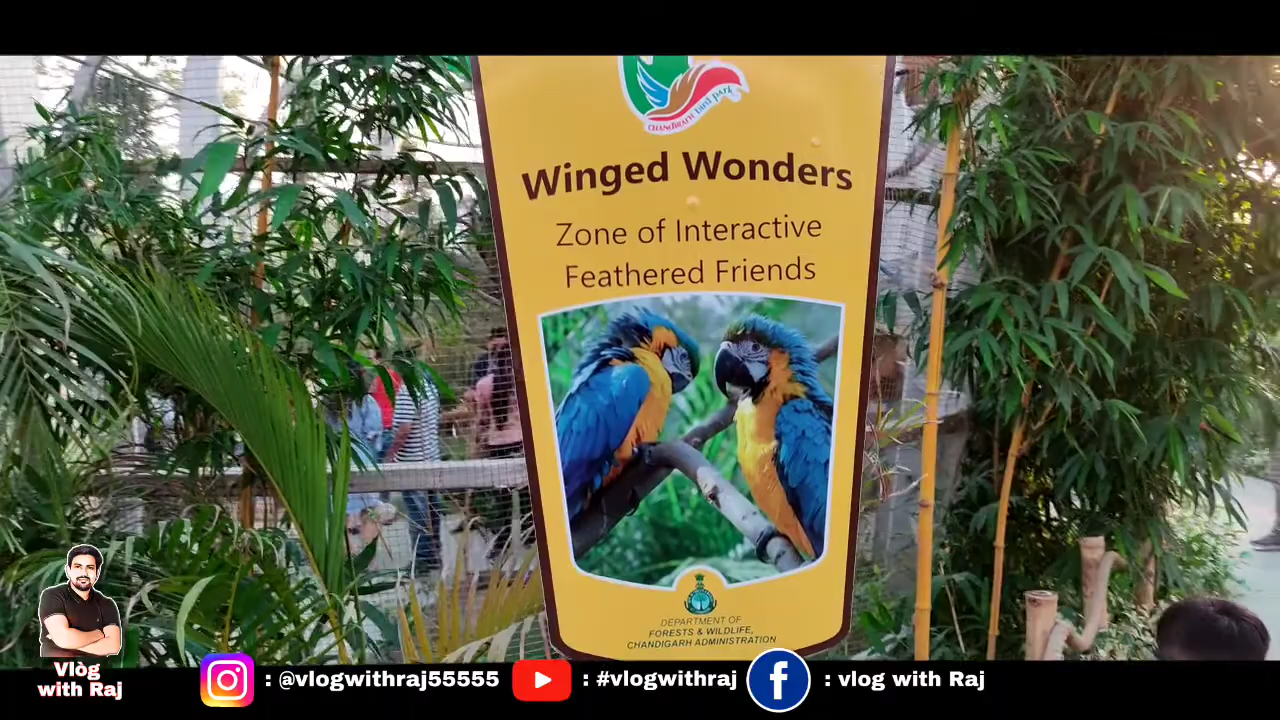 CHANDIGARH bird park
Winged Wonders
Zone of Interactive
Feathered Friends
DEPARTMENT OF
FORESTS & WILDLIFE,
CHANDIGARH ADMINISTRATION
Vlòg
with Raj
: @vlogwithraj55555
: #vlogwithraj
: vlog with Raj